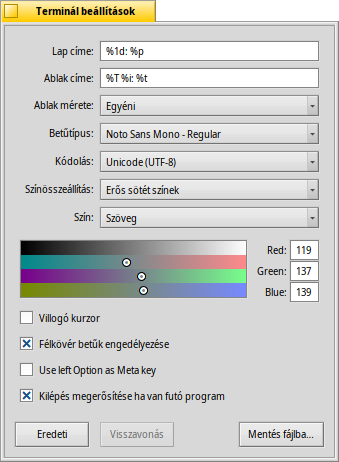 Terminál beállítások
Lap címe: %1d: %p
Ablak címe: %T %i: %t
Ablak mérete: Egyéni
Betűtípus: Noto Sans Mono - Regular
Kódolás: Unicode (UTF-8)
Színösszeállítás: Erős sötét színek
Szín: Szöveg
Red: 119
Green: 137
Blue: 139
Villogó kurzor
Félkövér betűk engedélyezése
Use left Option as Meta key
Kilépés megerősítése ha van futó program
Eredeti Visszavonás Mentés fájlba...